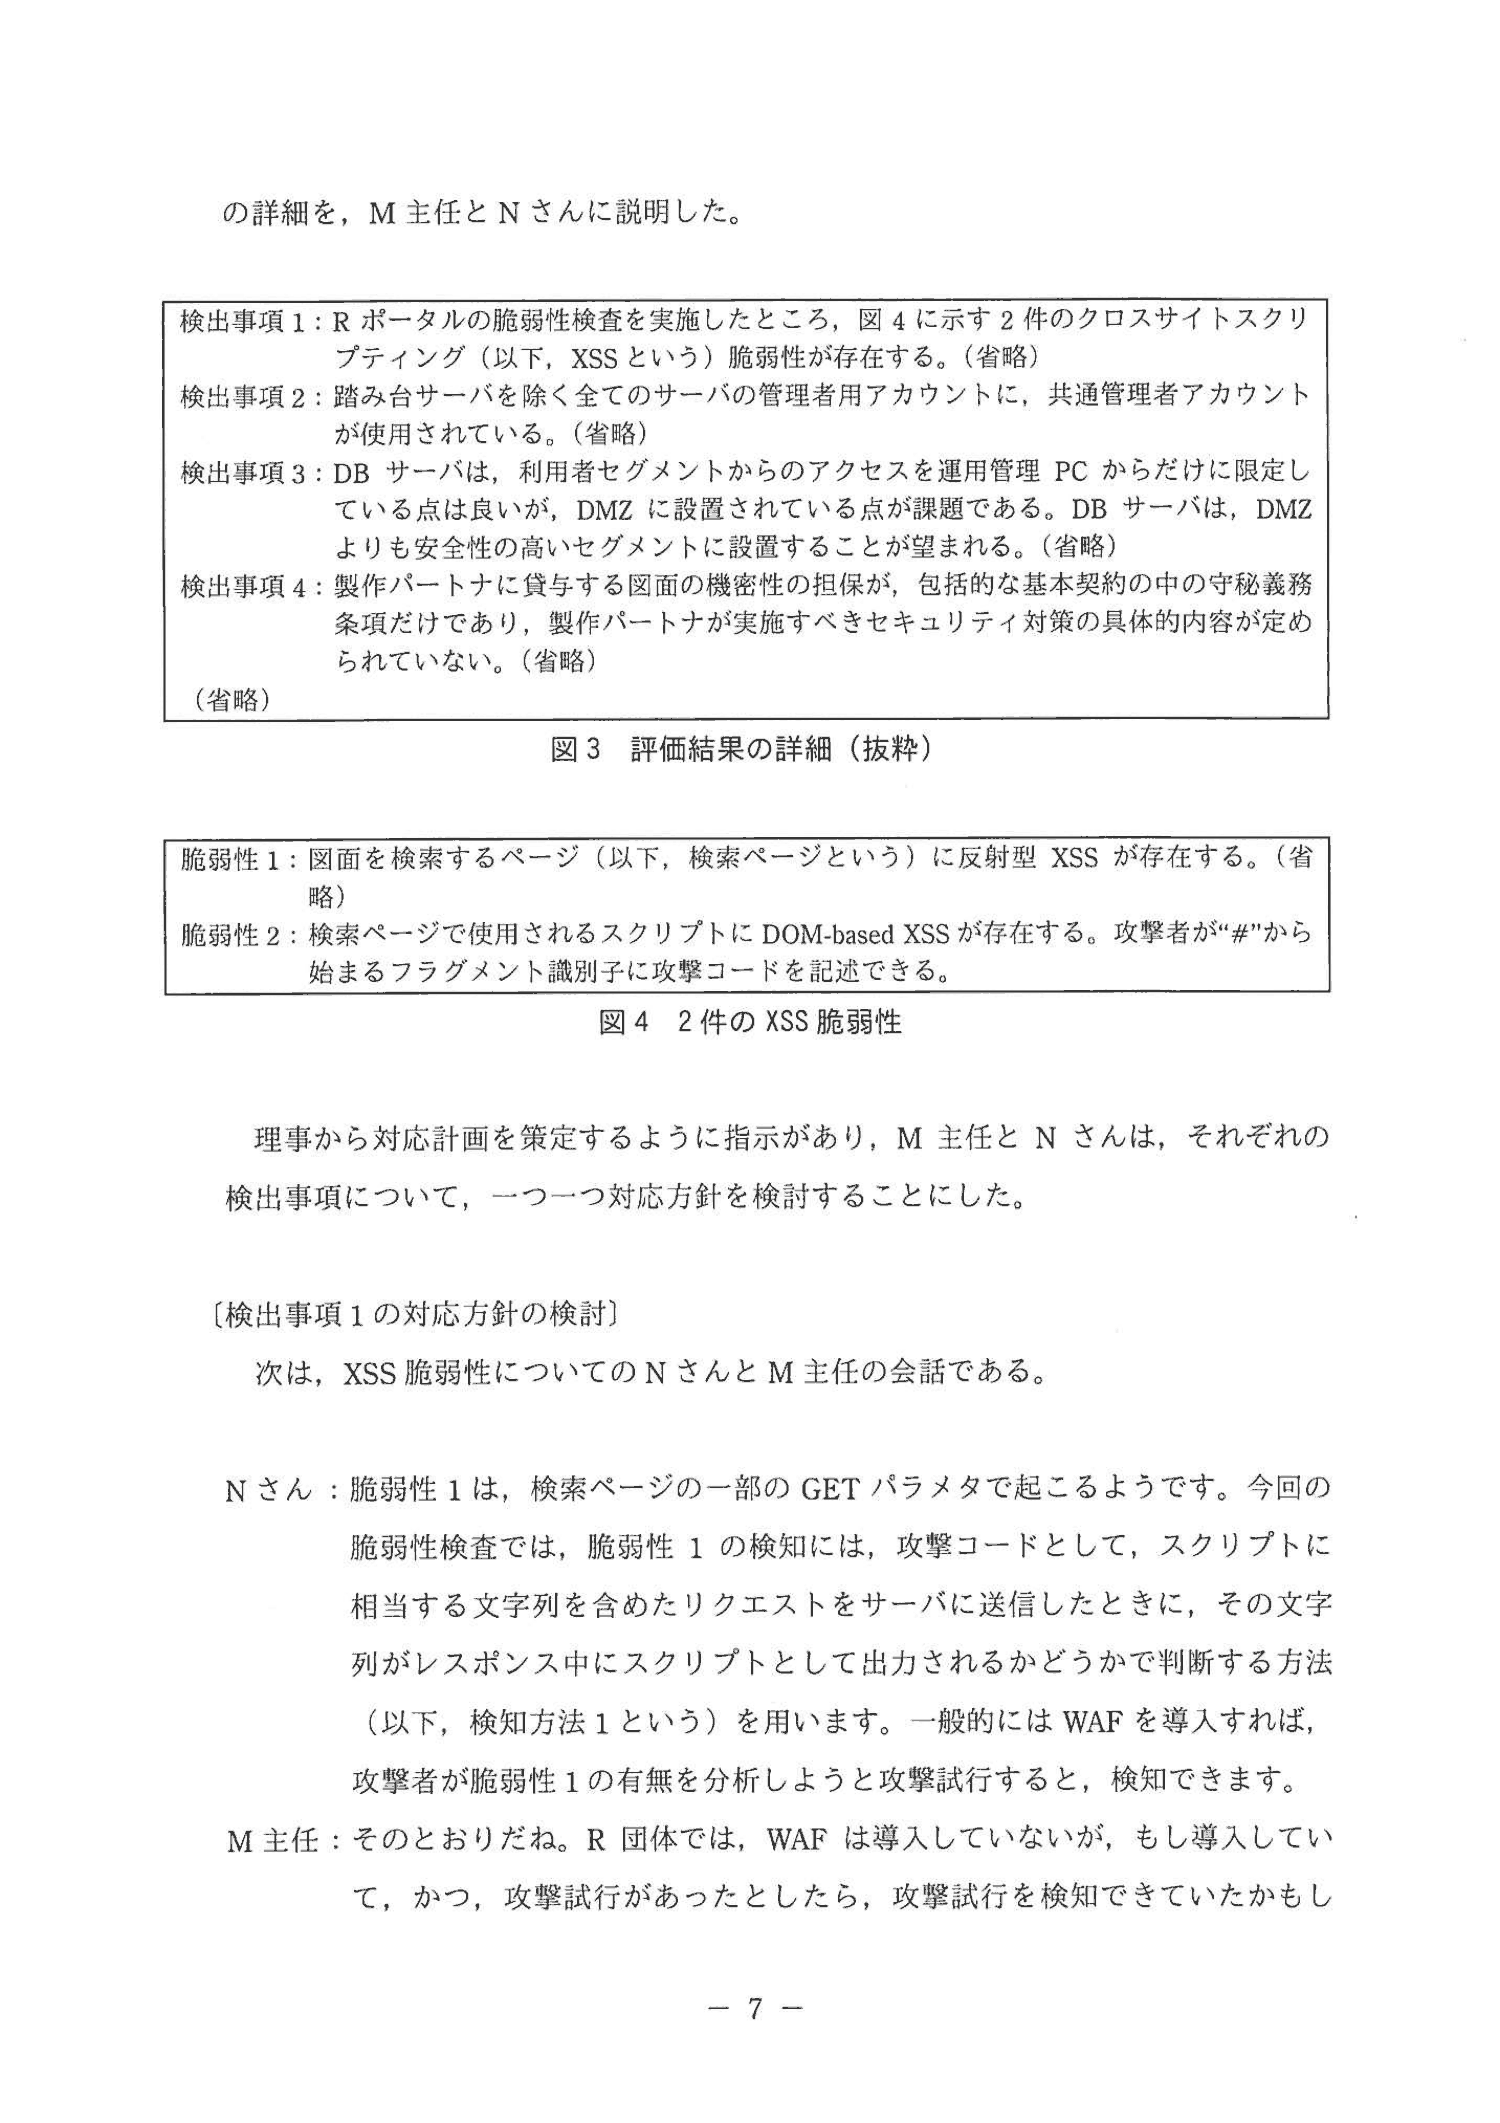 の詳細を，M 主任と N さんに説明した。
検出事項 1：R ポータルの脆弱性検査を実施したところ，図 4 に示す 2 件のクロスサイトスクリ
プティング（以下，XSS という）脆弱性が存在する。（省略）
検出事項 2：踏み台サーバを除く全てのサーバの管理者用アカウントに，共通管理者アカウント
が使用されている。（省略）
検出事項 3：DB サーバは，利用者セグメントからのアクセスを運用管理 PC からだけに限定し
ている点は良いが，DMZ に設置されている点が課題である。DB サーバは，DMZ
よりも安全性の高いセグメントに設置することが望まれる。（省略）
検出事項 4：製作パートナに貸与する図面の機密性の担保が，包括的な基本契約の中の守秘義務
条項だけであり，製作パートナが実施すべきセキュリティ対策の具体的内容が定め
られていない。（省略）
（省略）
図 3　評価結果の詳細（抜粋）
脆弱性 1：図面を検索するページ（以下，検索ページという）に反射型 XSS が存在する。（省
略）
脆弱性 2：検索ページで使用されるスクリプトに DOM-based XSS が存在する。攻撃者が“#”から
始まるフラグメント識別子に攻撃コードを記述できる。
図 4　2 件の XSS 脆弱性
理事から対応計画を策定するように指示があり，M 主任と N さんは，それぞれの
検出事項について，一つ一つ対応方針を検討することにした。
〔検出事項 1 の対応方針の検討〕
次は，XSS 脆弱性についての N さんと M 主任の会話である。
N さん ：脆弱性 1 は，検索ページの一部の GET パラメタで起こるようです。今回の
脆弱性検査では，脆弱性 1 の検知には，攻撃コードとして，スクリプトに
相当する文字列を含めたリクエストをサーバに送信したときに，その文字
列がレスポンス中にスクリプトとして出力されるかどうかで判断する方法
（以下，検知方法 1 という）を用います。一般的には WAF を導入すれば，
攻撃者が脆弱性 1 の有無を分析しようと攻撃試行すると，検知できます。
M 主任：そのとおりだね。R 団体では，WAF は導入していないが，もし導入してい
て，かつ，攻撃試行があったとしたら，攻撃試行を検知できていたかもし
－ 7 －